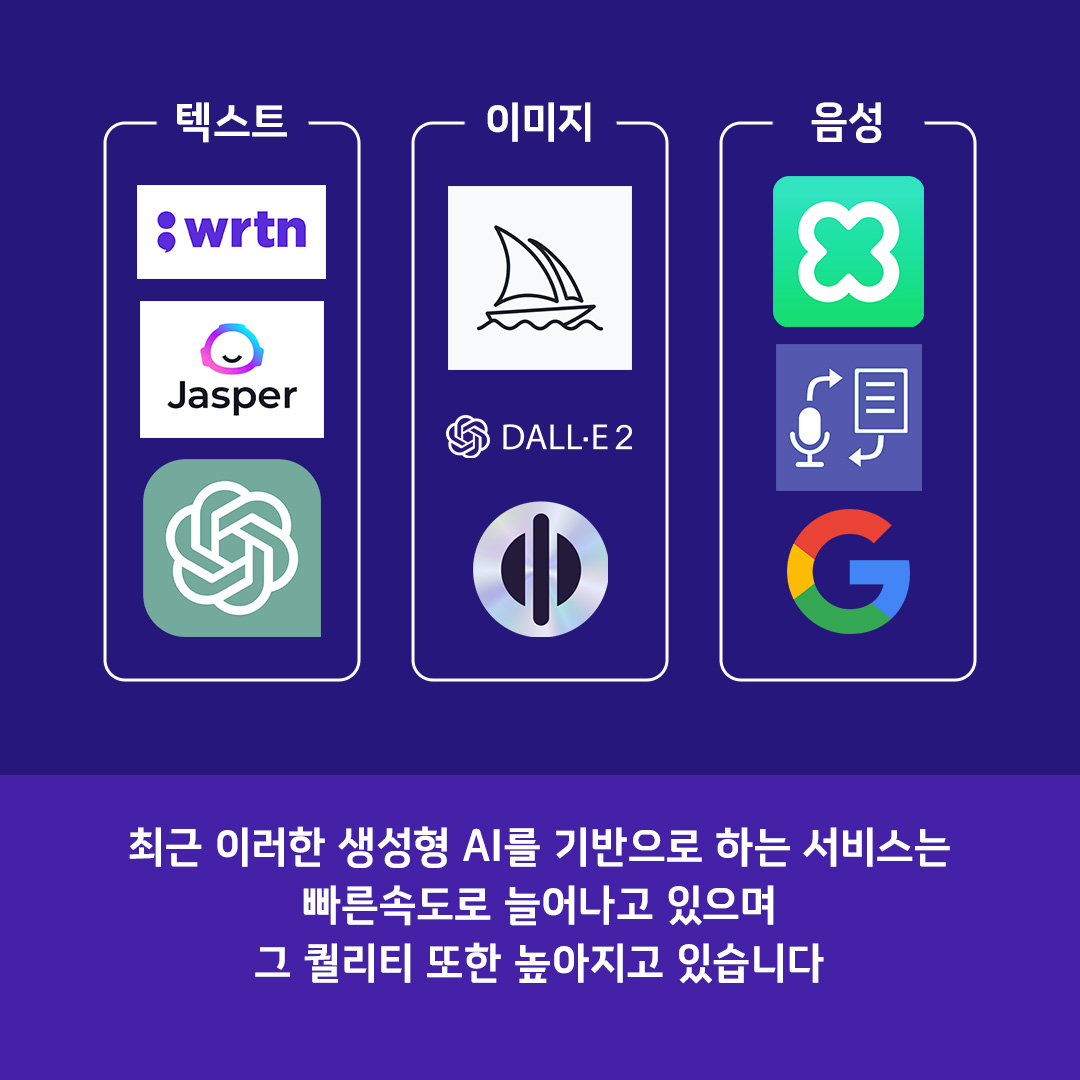 텍스트
wrtn
Jasper
이미지
DALL·E 2
음성
최근 이러한 생성형 AI를 기반으로 하는 서비스는
빠른속도로 늘어나고 있으며
그 퀄리티 또한 높아지고 있습니다